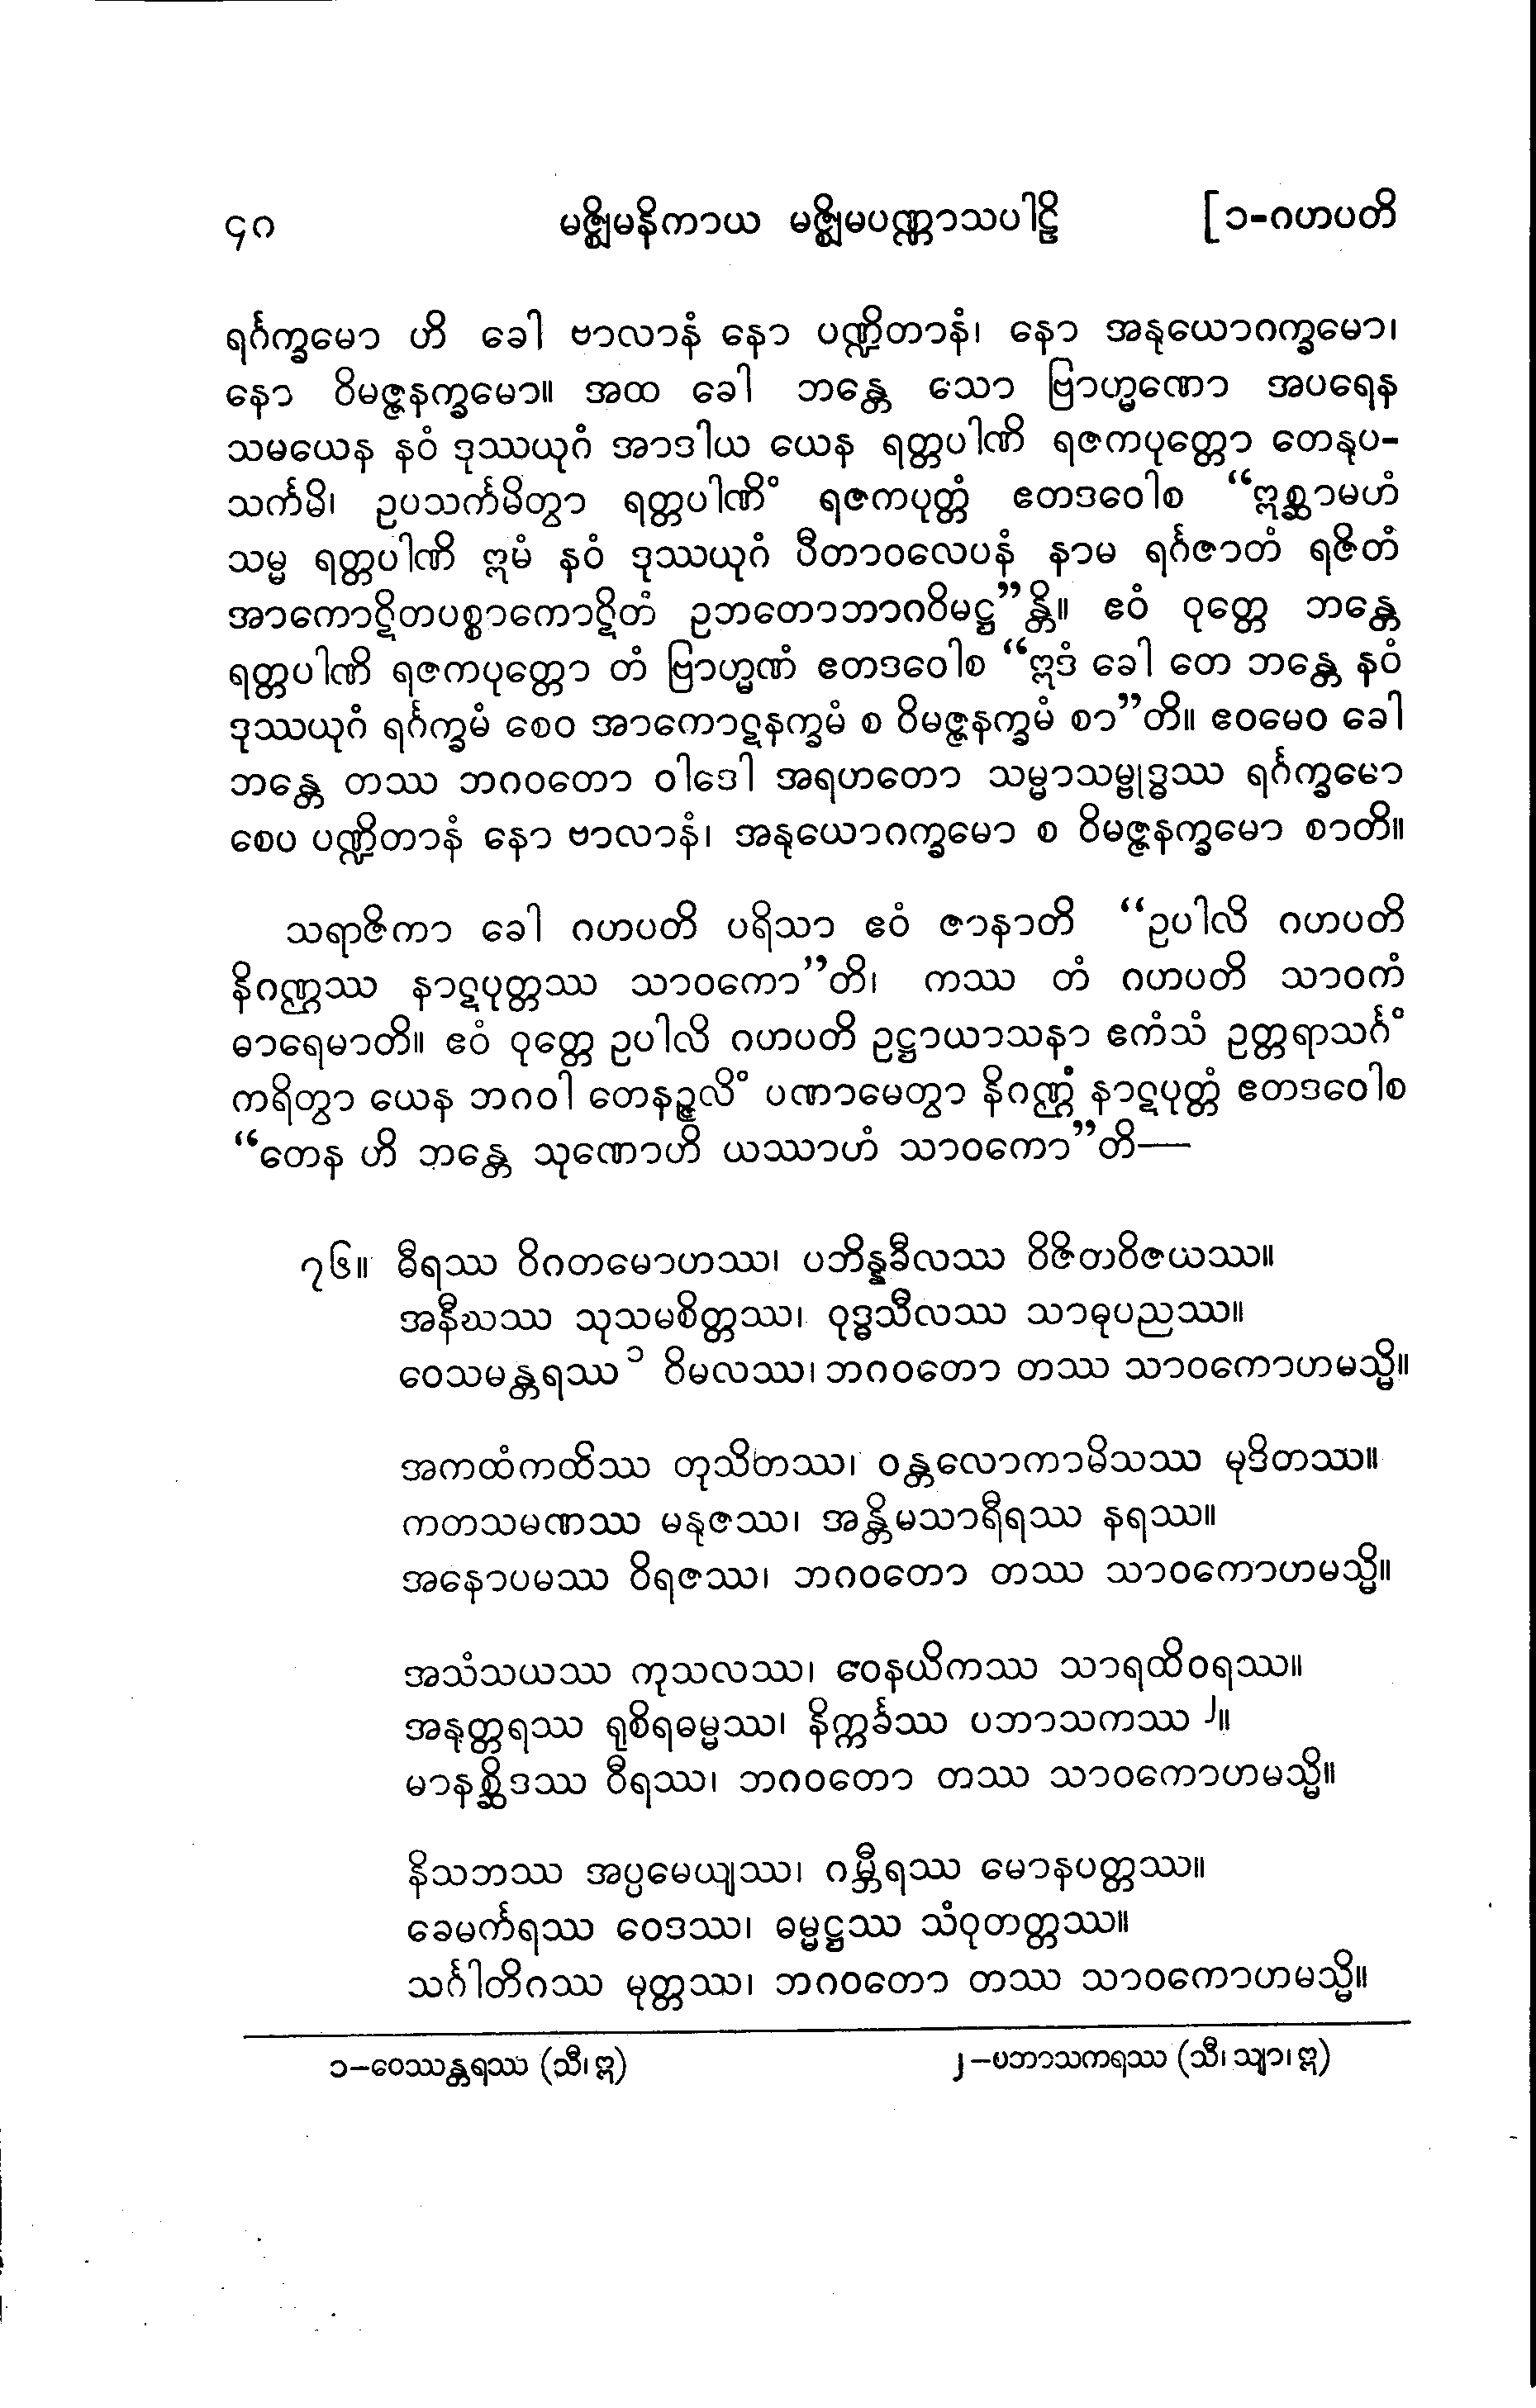 ၄၈ မဇ္ဈိမနိကာယ မဇ္ဈိမပဏ္ဏာသပါဠိ [၁-ဂဟပတိ
ရင်္ဂက္ခမော ဟိ ခေါ ဗာလာနံ နော ပဏ္ဍိတာနံ၊ နော အနုယောဂက္ခမော၊
နော ဝိမဇ္ဇနက္ခမော။ အထ ခေါ ဘန္တေ သော ဗြာဟ္မဏော အပရေန
သမယေန နဝံ ဒုဿယုဂံ အာဒါယ ယေန ရတ္တပါဏိ ရဇကပုတ္တော တေနုပ-
သင်္ကမိ၊ ဥပသင်္ကမိတွာ ရတ္တပါဏိံ ရဇကပုတ္တံ ဧတဒဝေါစ “ဣစ္ဆာမဟံ
သမ္မ ရတ္တပါဏိ ဣမံ နဝံ ဒုဿယုဂံ ပီတာဝလေပနံ နာမ ရင်္ဂဇာတံ ရဇိတံ
အာကောဋိတပစ္စာကောဋိတံ ဥဘတောဘာဂဝိမဋ္ဌ”န္တိ။ ဧဝံ ဝုတ္တေ ဘန္တေ
ရတ္တပါဏိ ရဇကပုတ္တော တံ ဗြာဟ္မဏံ ဧတဒဝေါစ “ဣဒံ ခေါ တေ ဘန္တေ နဝံ
ဒုဿယုဂံ ရင်္ဂက္ခမံ စေဝ အာကောဋနက္ခမံ စ ဝိမဇ္ဇနက္ခမံ စာ”တိ။ ဧဝမေဝ ခေါ
ဘန္တေ တဿ ဘဂဝတော ဝါဒေါ အရဟတော သမ္မာသမ္ဗုဒ္ဓဿ ရင်္ဂက္ခမော
စေပ ပဏ္ဍိတာနံ နော ဗာလာနံ၊ အနုယောဂက္ခမော စ ဝိမဇ္ဇနက္ခမော စာတိ။
သရာဇိကာ ခေါ ဂဟပတိ ပရိသာ ဧဝံ ဇာနာတိ “ဥပါလိ ဂဟပတိ
နိဂဏ္ဌဿ နာဋပုတ္တဿ သာဝကော”တိ၊ ကဿ တံ ဂဟပတိ သာဝကံ
ဓာရေမာတိ။ ဧဝံ ဝုတ္တေ ဥပါလိ ဂဟပတိ ဥဋ္ဌာယာသနာ ဧကံသံ ဥတ္တရာသင်္ဂံ
ကရိတွာ ယေန ဘဂဝါ တေနဉ္ဇလိံ ပဏာမေတွာ နိဂဏ္ဌံ နာဋပုတ္တံ ဧတဒဝေါစ
“တေန ဟိ ဘန္တေ သုဏောဟိ ယဿာဟံ သာဝကော”တိ—
၇၆။ ဓီရဿ ဝိဂတမောဟဿ၊ ပဘိန္နခီလဿ ဝိဇိတဝိဇယဿ။
အနီဃဿ သုသမစိတ္တဿ၊ ဝုဒ္ဓသီလဿ သာဓုပညဿ။
ဝေသမန္တရဿ ၁ ဝိမလဿ၊ ဘဂဝတော တဿ သာဝကောဟမသ္မိ။
အကထံကထိဿ တုသိတဿ၊ ဝန္တလောကာမိသဿ မုဒိတဿ။
ကတသမဏဿ မနုဇဿ၊ အန္တိမသာရီရဿ နရဿ။
အနောပမဿ ဝိရဇဿ၊ ဘဂဝတော တဿ သာဝကောဟမသ္မိ။
အသံသယဿ ကုသလဿ၊ ဝေနယိကဿ သာရထိဝရဿ။
အနုတ္တရဿ ရုစိရဓမ္မဿ၊ နိက္ကင်္ခဿ ပဘာသကဿ ၂။
မာနစ္ဆိဒဿ ဝီရဿ၊ ဘဂဝတော တဿ သာဝကောဟမသ္မိ။
နိသဘဿ အပ္ပမေယျဿ၊ ဂမ္ဘီရဿ မောနပတ္တဿ။
ခေမင်္ကရဿ ဝေဒဿ၊ ဓမ္မဋ္ဌဿ သံဝုတတ္တဿ။
သင်္ဂါတိဂဿ မုတ္တဿ၊ ဘဂဝတော တဿ သာဝကောဟမသ္မိ။
၁-ဝေဿန္တရဿ (သီ၊ ဣ) ၂-ပဘာသကရဿ (သီ၊ သျာ၊ ဣ)